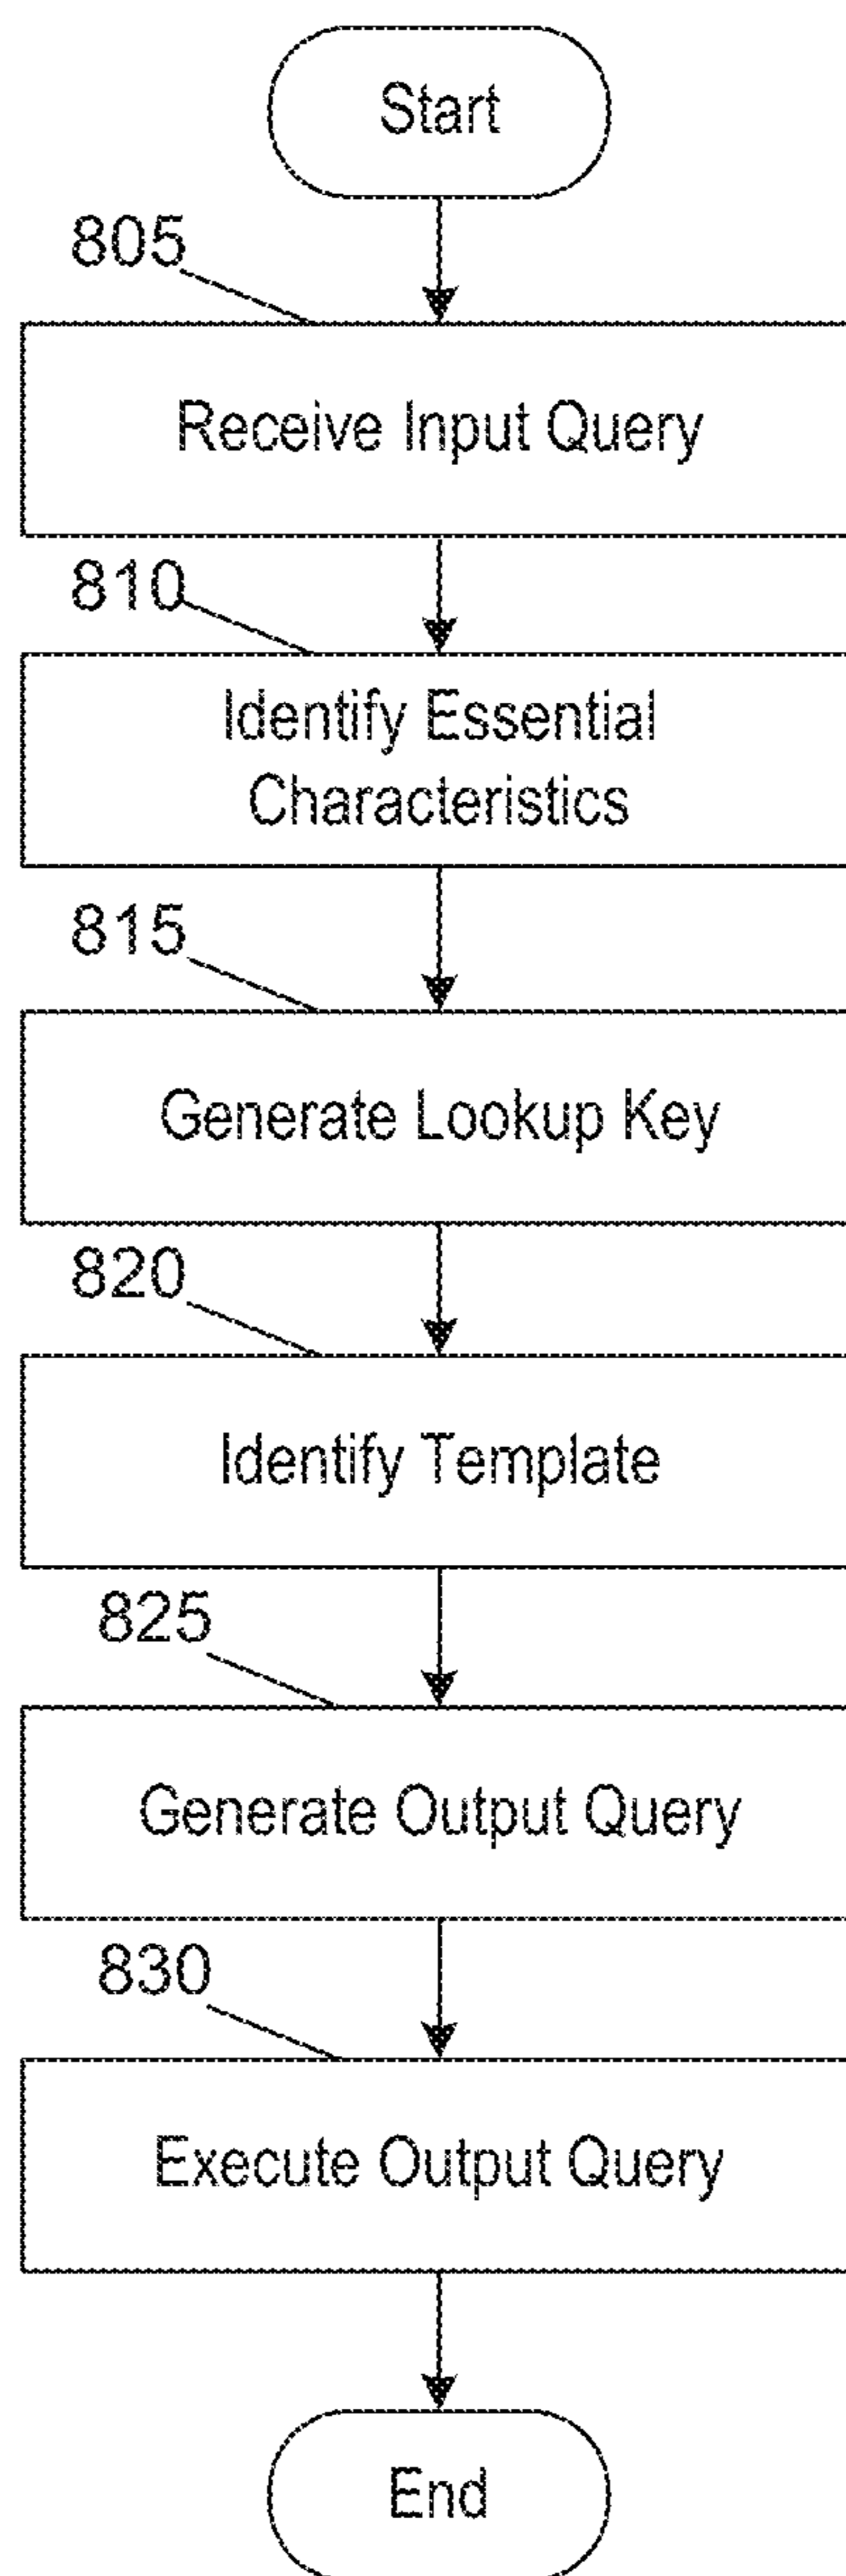 Start
805
Receive Input Query
810
Identify Essential
Characteristics
815
Generate Lookup Key
820
Identify Template
825
Generate Output Query
830
Execute Output Query
End